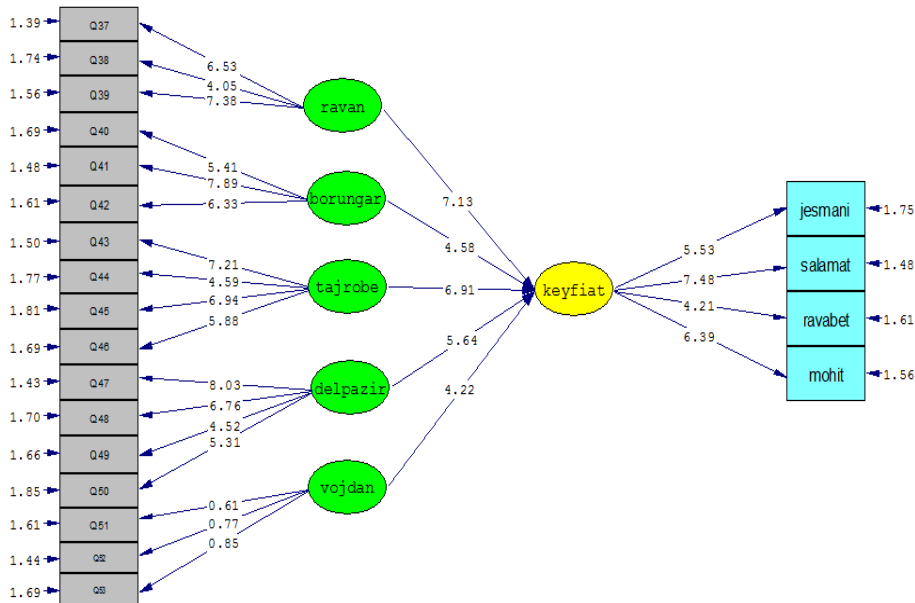 1.39 Q37
1.74 Q38
1.56 Q39
1.69 Q40
1.48 Q41
1.61 Q42
1.50 Q43
1.77 Q44
1.81 Q45
1.69 Q46
1.43 Q47
1.70 Q48
1.66 Q49
1.85 Q50
1.61 Q51
1.44 Q52
1.69 Q53
6.53
4.05
7.38
5.41
7.89
6.33
7.21
4.59
6.94
5.88
8.03
6.76
4.52
5.31
0.61
0.77
0.85
ravan
borungar
tajrobe
delpazir
vojdan
7.13
4.58
6.91
5.64
4.22
keyfiat
5.53
7.48
4.21
6.39
jesmani 1.75
salamat 1.48
ravabet 1.61
mohit 1.56